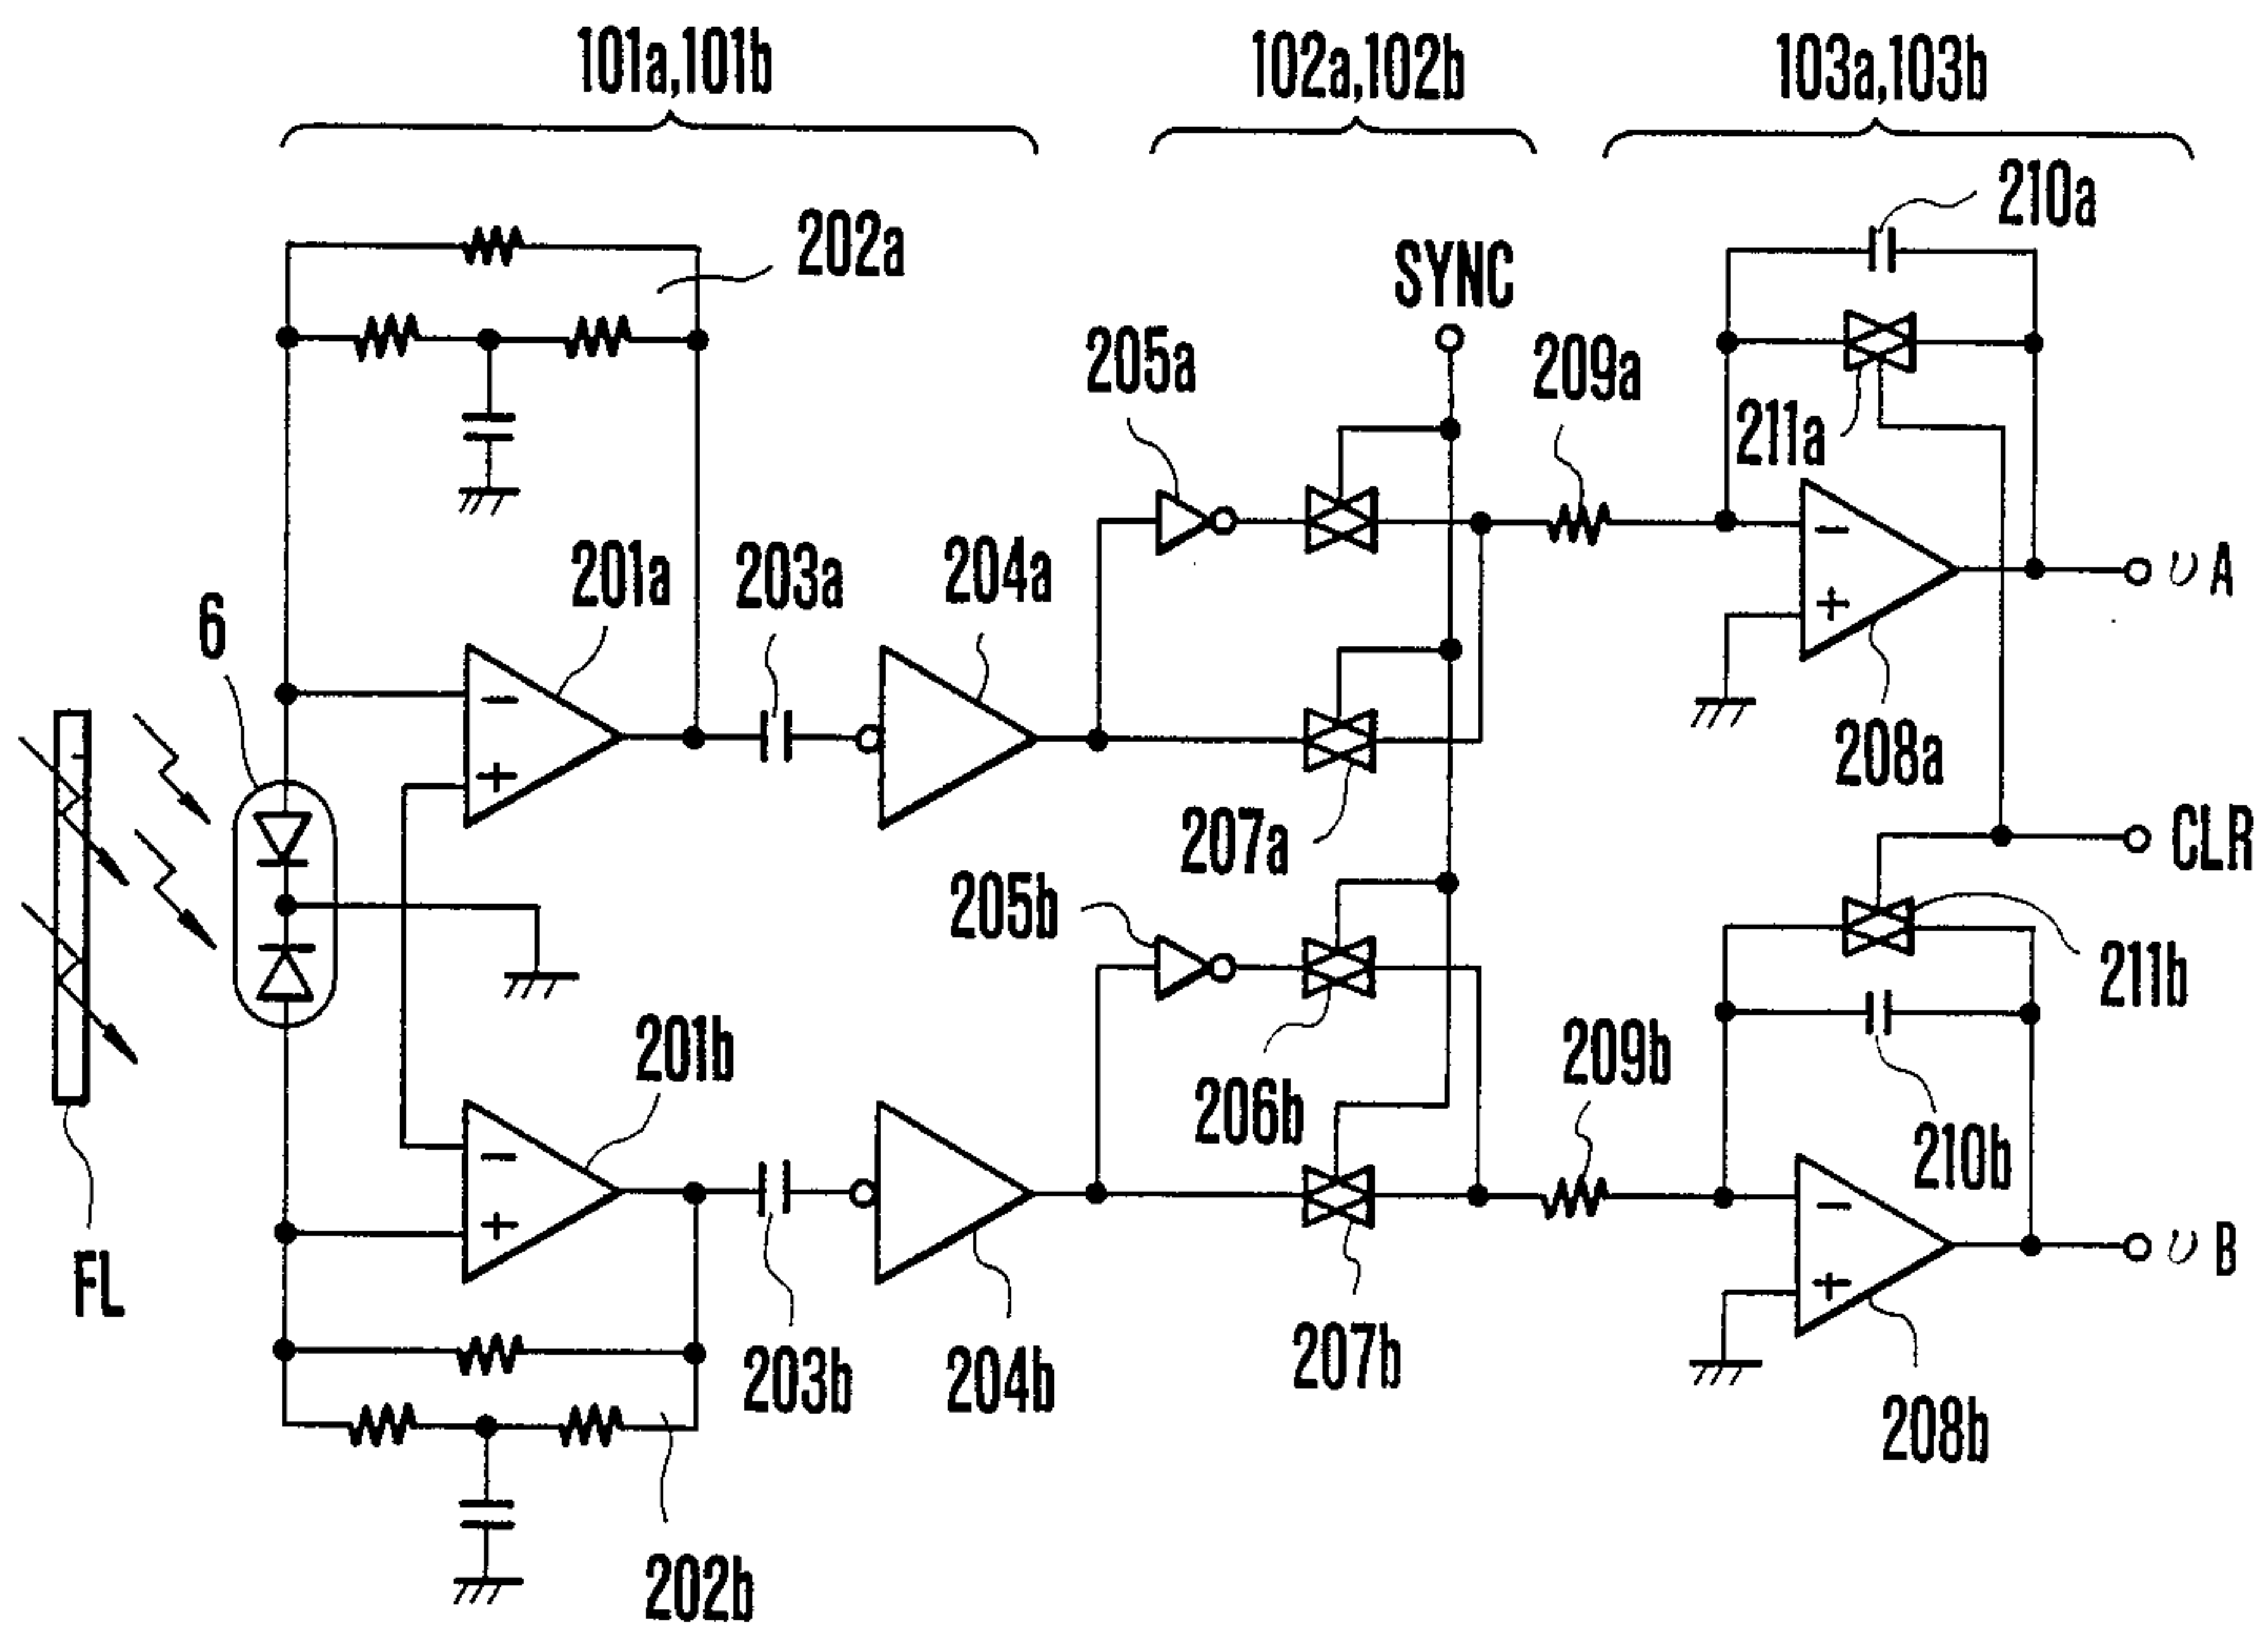 101a,101b
102a,102b
103a,103b
210a
202a
SYNC
205a
209a
211a
201a
203a
204a
υA
6
208a
207a
CLR
205b
211b
201b
209b
206b
210b
υB
FL
203b
204b
207b
208b
202b